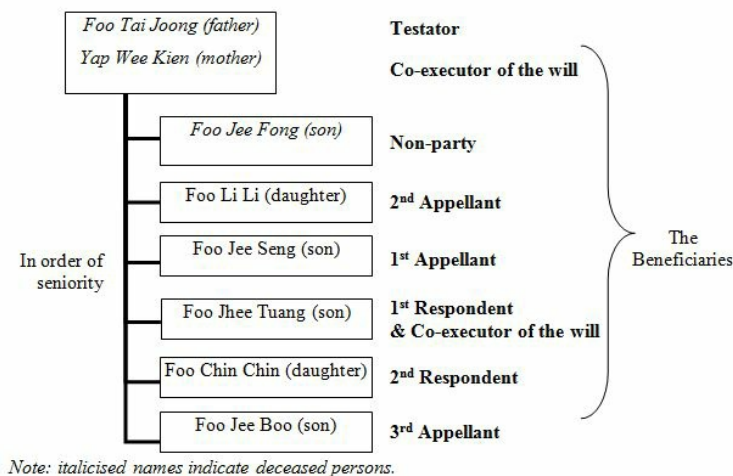 Foo Tai Joong (father)
Testator
Yap Wee Kien (mother)
Co-executor of the will
Foo Jee Fong (son)
Non-party
Foo Li Li (daughter)
2nd Appellant
Foo Jee Seng (son)
1st Appellant
In order of
seniority
The
Beneficiaries
Foo Jhee Tuang (son)
1st Respondent
& Co-executor of the will
Foo Chin Chin (daughter)
2nd Respondent
Foo Jee Boo (son)
3rd Appellant
Note: italicised names indicate deceased persons.